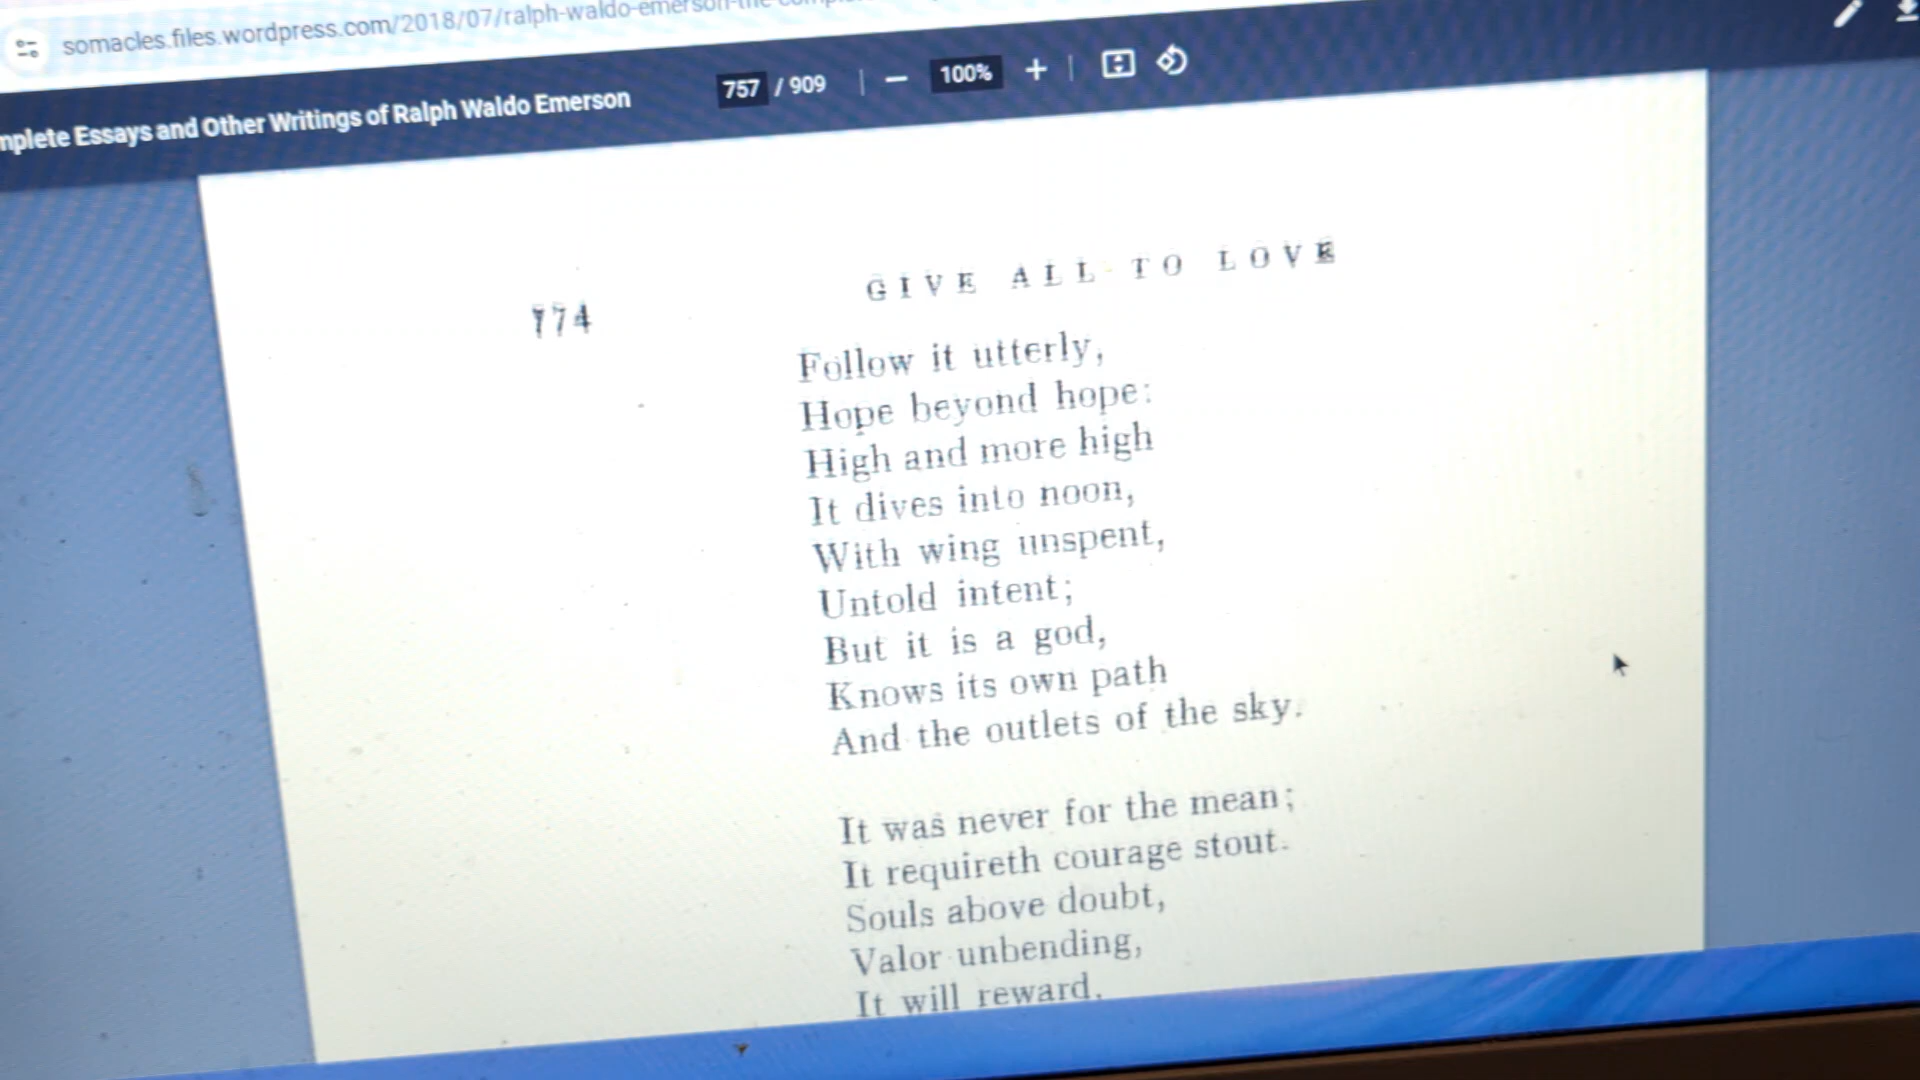 somacles.files.wordpress.com/2018/07/ralph-waldo-emerson-the-
mplete Essays and Other Writings of Ralph Waldo Emerson
757 / 909
100%
GIVE ALL TO LOVE
774
Follow it utterly,
Hope beyond hope:
High and more high
It dives into noon,
With wing unspent,
Untold intent;
But it is a god,
Knows its own path
And the outlets of the sky.
It was never for the mean;
It requireth courage stout.
Souls above doubt,
Valor unbending,
It will reward,